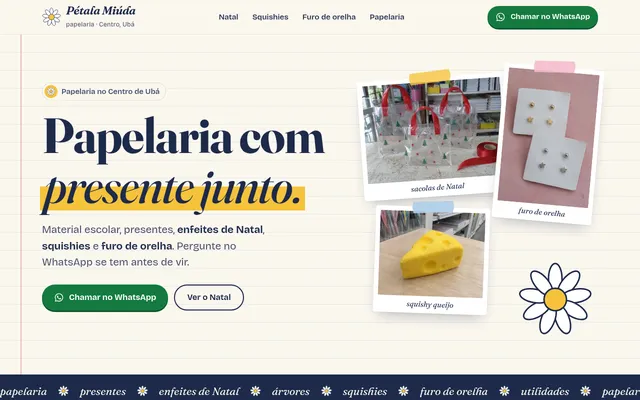 Pétala Miúda
papelaria · Centro, Ubá
Natal
Squishies
Furo de orelha
Papelaria
Chamar no WhatsApp
Papelaria no Centro de Ubá
Papelaria com
presente junto.
Material escolar, presentes, enfeites de Natal,
squishies e furo de orelha. Pergunte no
WhatsApp se tem antes de vir.
Chamar no WhatsApp
Ver o Natal
sacolas de Natal
furo de orelha
squishy queijo
papelaria
presentes
enfeites de Natal
árvores
squishies
furo de orelha
utilidades
papelar